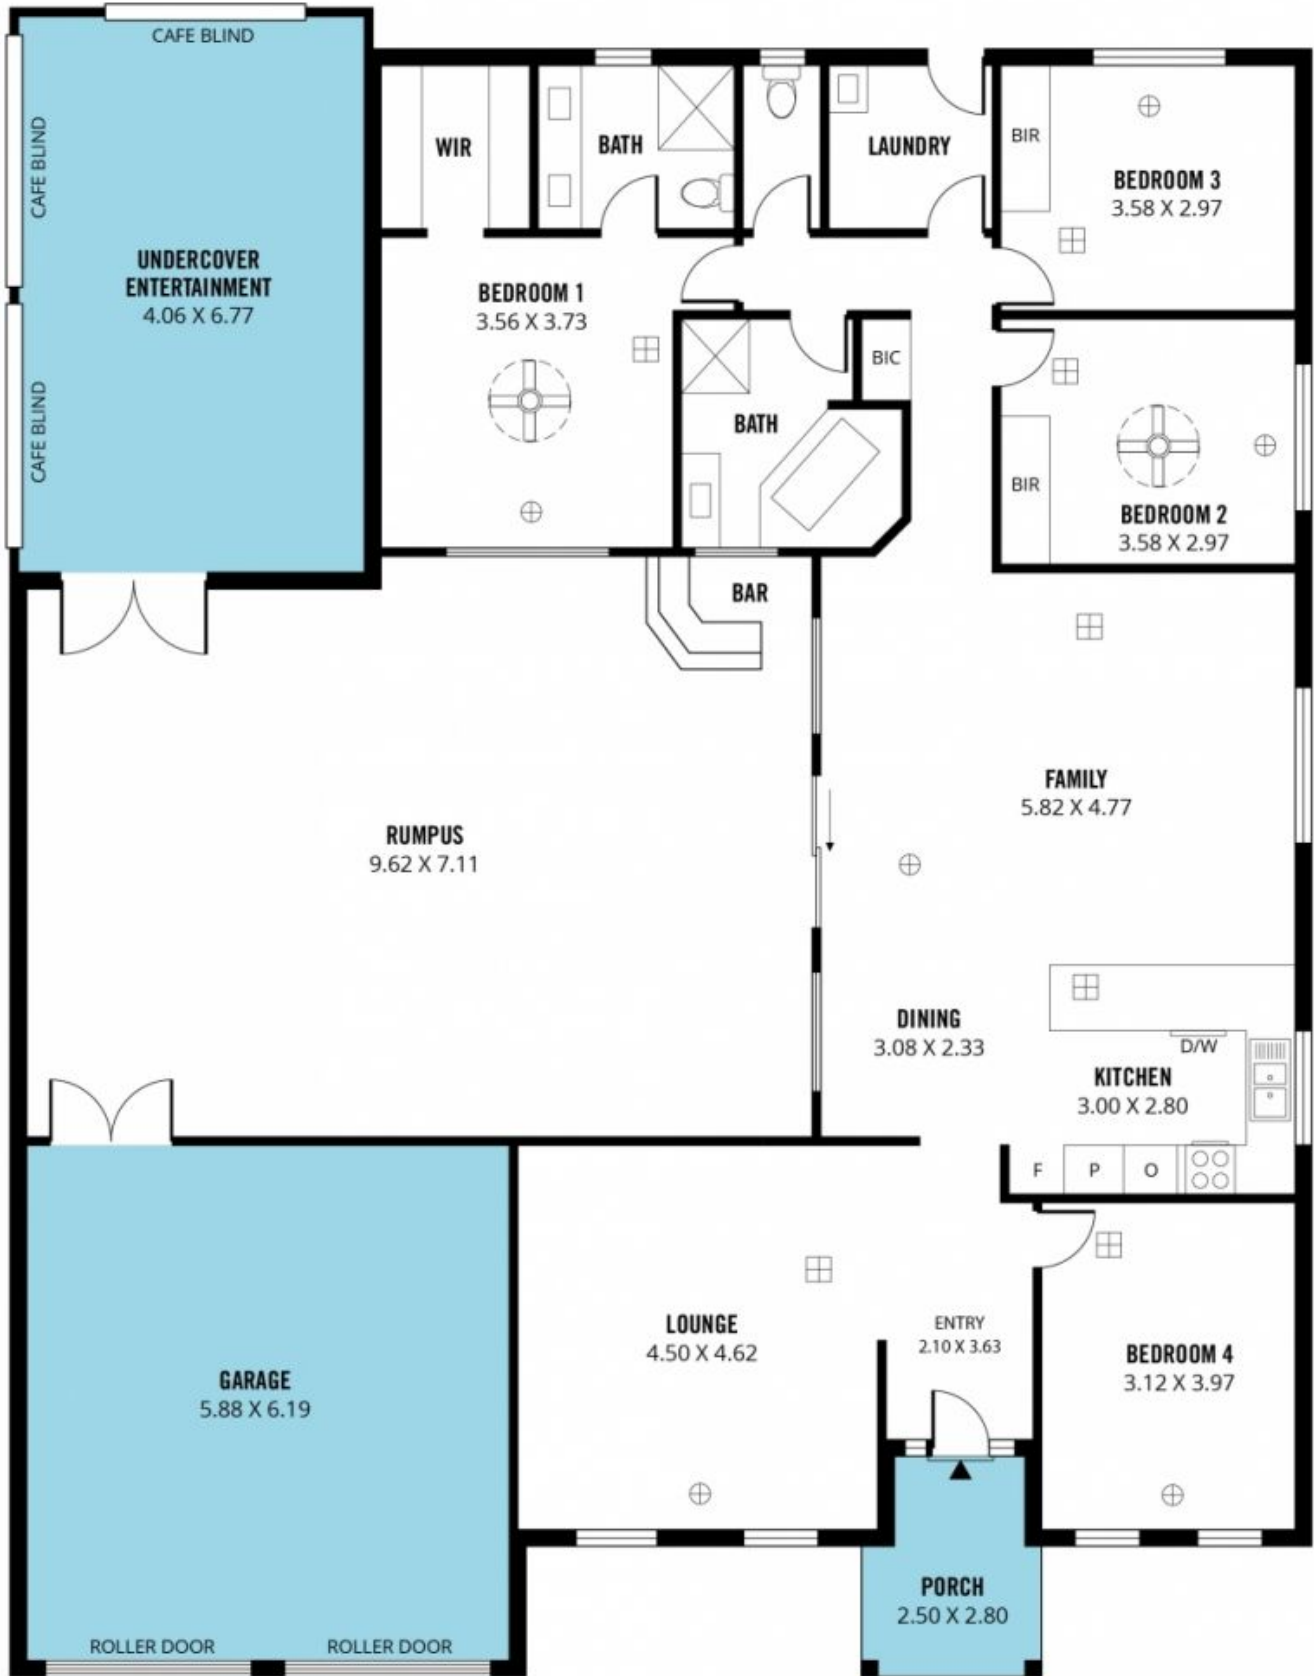 CAFE BLIND
CAFE BLIND
UNDERCOVER
ENTERTAINMENT
4.06 X 6.77
CAFE BLIND
WIR
BATH
LAUNDRY
BIR
BEDROOM 3
3.58 X 2.97
BEDROOM 1
3.56 X 3.73
BIC
BATH
BIR
BEDROOM 2
3.58 X 2.97
BAR
RUMPUS
9.62 X 7.11
FAMILY
5.82 X 4.77
DINING
3.08 X 2.33
D/W
KITCHEN
3.00 X 2.80
F
P
O
GARAGE
5.88 X 6.19
LOUNGE
4.50 X 4.62
ENTRY
2.10 X 3.63
BEDROOM 4
3.12 X 3.97
PORCH
2.50 X 2.80
ROLLER DOOR
ROLLER DOOR